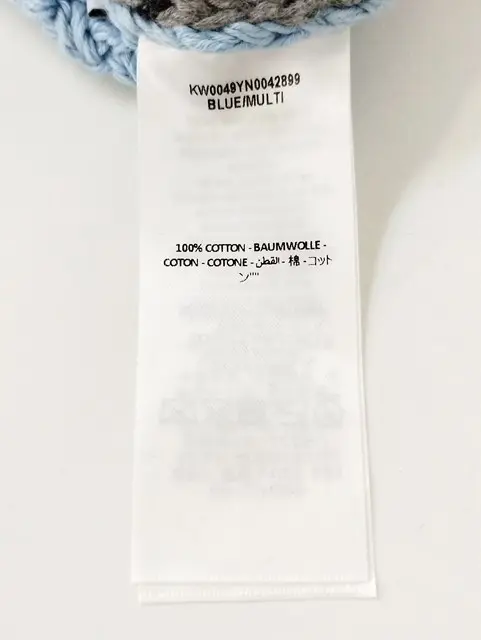 KW0049YN0042899
BLUE/MULTI
100% COTTON - BAUMWOLLE -
COTON - COTONE - القطن - 棉 - コット
ン""